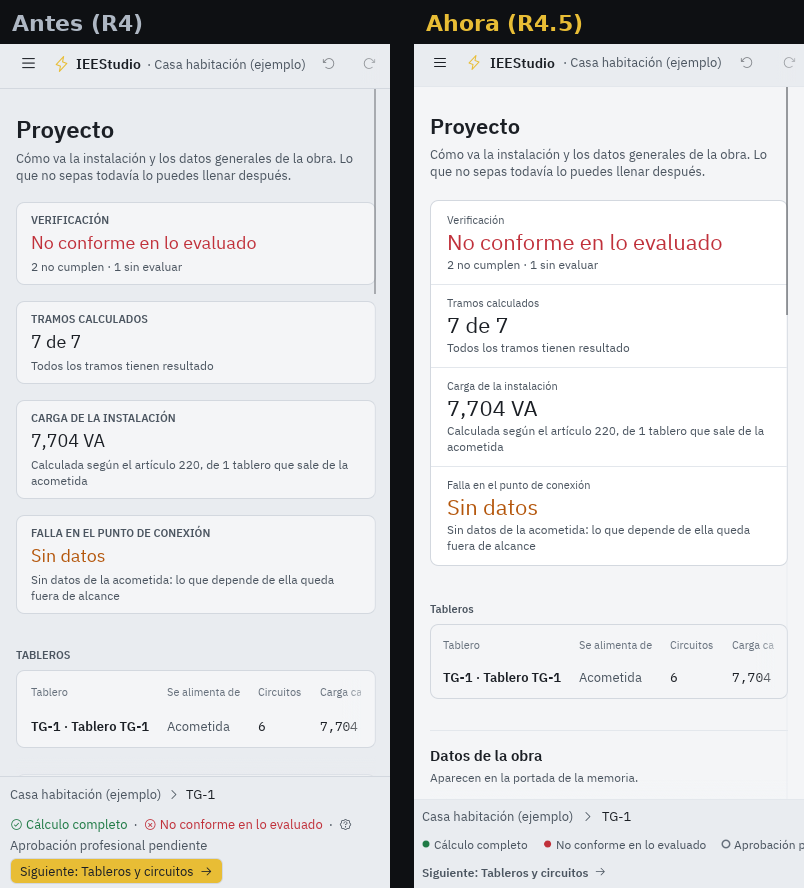 Antes (R4)
IEEStudio · Casa habitación (ejemplo)
Proyecto
Cómo va la instalación y los datos generales de la obra. Lo
que no sepas todavía lo puedes llenar después.
VERIFICACIÓN
No conforme en lo evaluado
2 no cumplen · 1 sin evaluar
TRAMOS CALCULADOS
7 de 7
Todos los tramos tienen resultado
CARGA DE LA INSTALACIÓN
7,704 VA
Calculada según el artículo 220, de 1 tablero que sale de la
acometida
FALLA EN EL PUNTO DE CONEXIÓN
Sin datos
Sin datos de la acometida: lo que depende de ella queda
fuera de alcance
TABLEROS
Tablero Se alimenta de Circuitos Carga ca
TG-1 · Tablero TG-1 Acometida 6 7,704
Casa habitación (ejemplo) > TG-1
Cálculo completo · No conforme en lo evaluado ·
Aprobación profesional pendiente
Siguiente: Tableros y circuitos →
Ahora (R4.5)
IEEStudio · Casa habitación (ejemplo)
Proyecto
Cómo va la instalación y los datos generales de la obra. Lo
que no sepas todavía lo puedes llenar después.
Verificación
No conforme en lo evaluado
2 no cumplen · 1 sin evaluar
Tramos calculados
7 de 7
Todos los tramos tienen resultado
Carga de la instalación
7,704 VA
Calculada según el artículo 220, de 1 tablero que sale de la
acometida
Falla en el punto de conexión
Sin datos
Sin datos de la acometida: lo que depende de ella queda
fuera de alcance
Tableros
Tablero Se alimenta de Circuitos Carga ca
TG-1 · Tablero TG-1 Acometida 6 7,704
Datos de la obra
Aparecen en la portada de la memoria.
Casa habitación (ejemplo) > TG-1
Cálculo completo No conforme en lo evaluado Aprobación p
Siguiente: Tableros y circuitos →